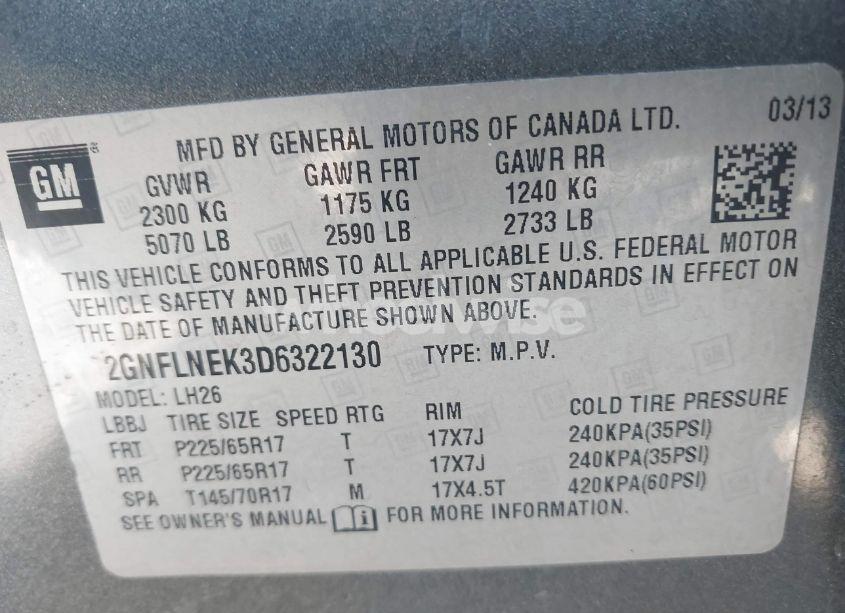 03/13
MFD BY GENERAL MOTORS OF CANADA LTD.
GM ®
GVWR GAWR FRT GAWR RR
2300 KG 1175 KG 1240 KG
5070 LB 2590 LB 2733 LB
THIS VEHICLE CONFORMS TO ALL APPLICABLE U.S. FEDERAL MOTOR
VEHICLE SAFETY AND THEFT PREVENTION STANDARDS IN EFFECT ON
THE DATE OF MANUFACTURE SHOWN ABOVE.
2GNFLNEK3D6322130 TYPE: M.P.V.
MODEL: LH26
LBBJ TIRE SIZE SPEED RTG RIM COLD TIRE PRESSURE
FRT P225/65R17 T 17X7J 240KPA(35PSI)
RR P225/65R17 T 17X7J 240KPA(35PSI)
SPA T145/70R17 M 17X4.5T 420KPA(60PSI)
SEE OWNER'S MANUAL i FOR MORE INFORMATION.